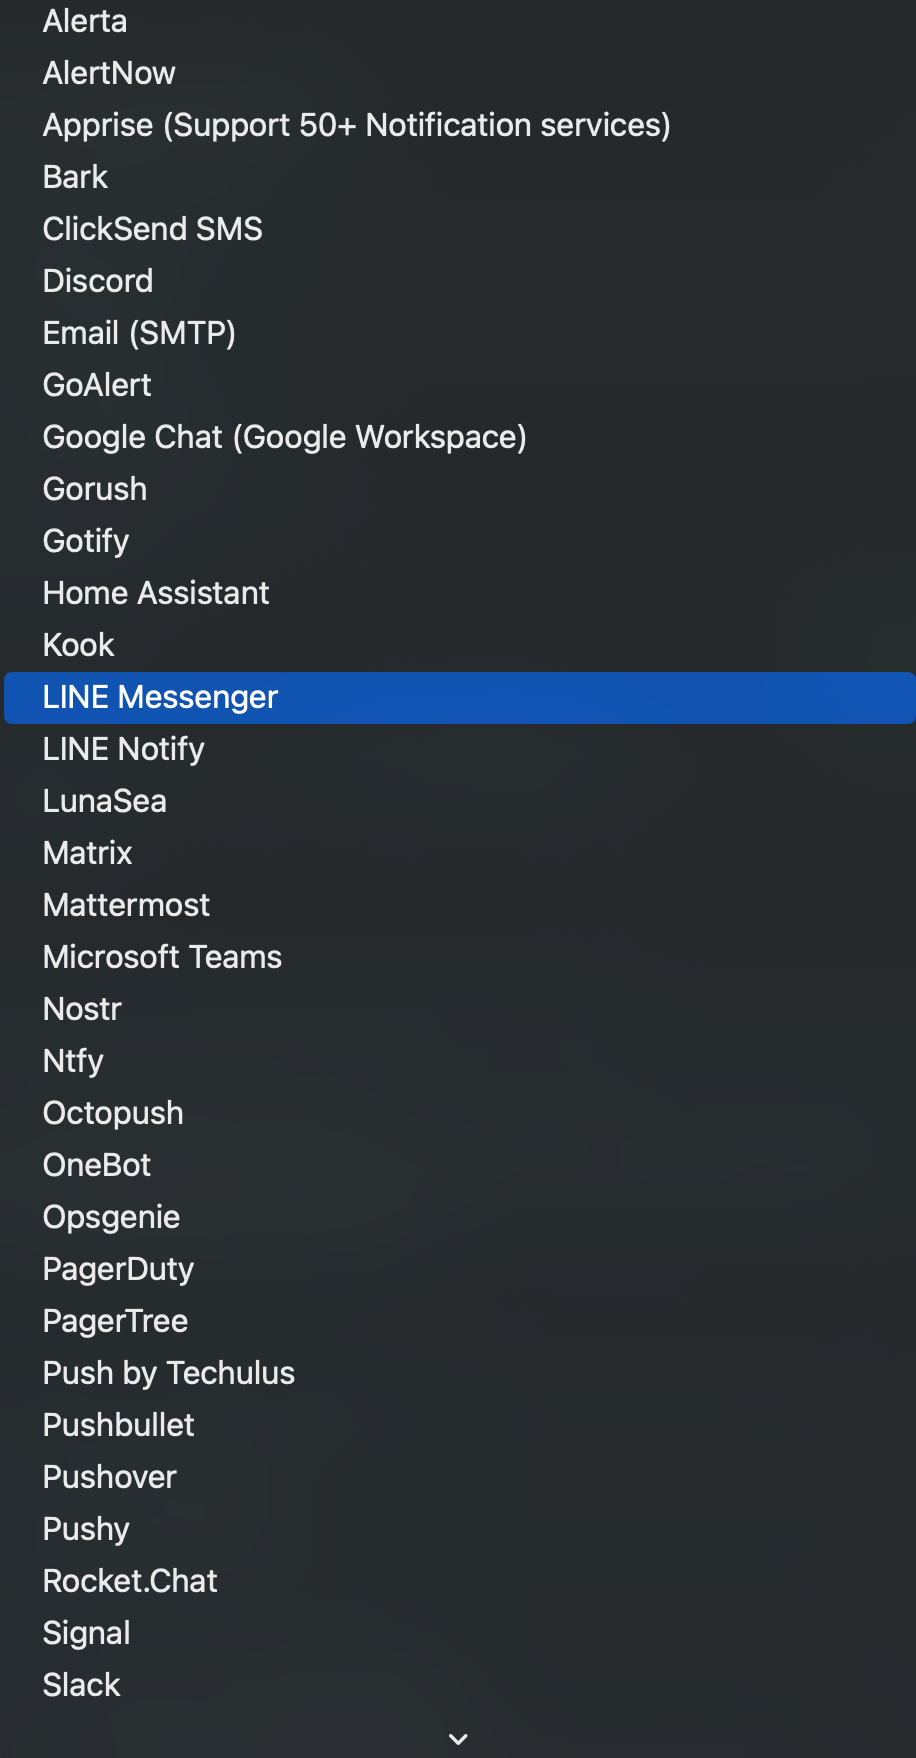 Alerta
AlertNow
Apprise (Support 50+ Notification services)
Bark
ClickSend SMS
Discord
Email (SMTP)
GoAlert
Google Chat (Google Workspace)
Gorush
Gotify
Home Assistant
Kook
LINE Messenger
LINE Notify
LunaSea
Matrix
Mattermost
Microsoft Teams
Nostr
Ntfy
Octopush
OneBot
Opsgenie
PagerDuty
PagerTree
Push by Techulus
Pushbullet
Pushover
Pushy
Rocket.Chat
Signal
Slack